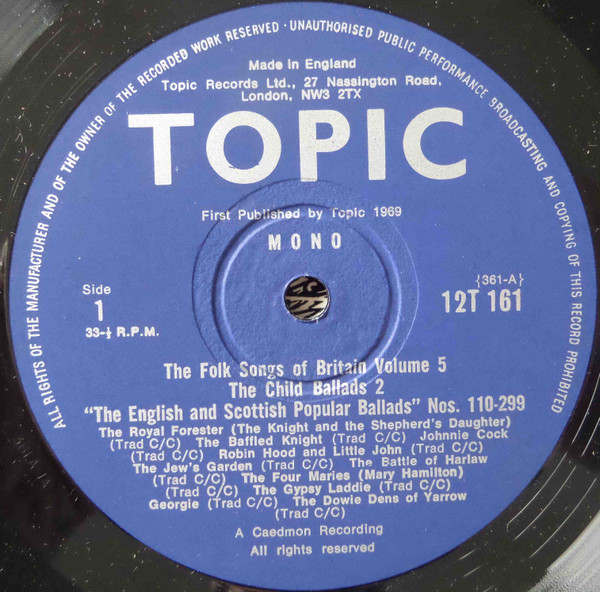 ALL RIGHTS OF THE MANUFACTURER AND OF THE OWNER OF THE RECORDED WORK RESERVED · UNAUTHORISED PUBLIC PERFORMANCE BROADCASTING AND COPYING OF THIS RECORD PROHIBITED
Made in England
Topic Records Ltd., 27 Nassington Road,
London, NW3 2TX
TOPIC
First Published by Topic 1969
MONO
Side
1
33-⅓ R.P.M.
{361-A}
12T 161
The Folk Songs of Britain Volume 5
The Child Ballads 2
"The English and Scottish Popular Ballads" Nos. 110-299
The Royal Forester (The Knight and the Shepherd's Daughter)
(Trad C/C) The Baffled Knight (Trad C/C) Johnnie Cock
(Trad C/C) Robin Hood and Little John (Trad C/C)
The Jew's Garden (Trad C/C) The Battle of Harlaw
(Trad C/C) The Four Maries (Mary Hamilton)
(Trad C/C) The Gypsy Laddie (Trad C/C)
Georgie (Trad C/C) The Dowie Dens of Yarrow
(Trad C/C)
A Caedmon Recording
All rights reserved